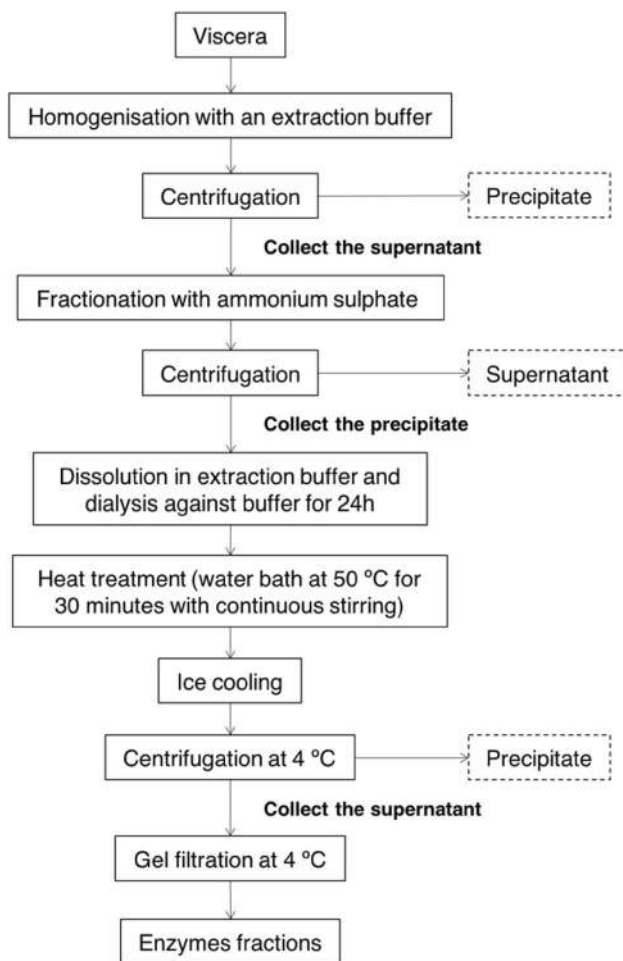 Viscera
Homogenisation with an extraction buffer
Centrifugation
Precipitate
Collect the supernatant
Fractionation with ammonium sulphate
Centrifugation
Supernatant
Collect the precipitate
Dissolution in extraction buffer and
dialysis against buffer for 24h
Heat treatment (water bath at 50 ºC for
30 minutes with continuous stirring)
Ice cooling
Centrifugation at 4 ºC
Precipitate
Collect the supernatant
Gel filtration at 4 ºC
Enzymes fractions